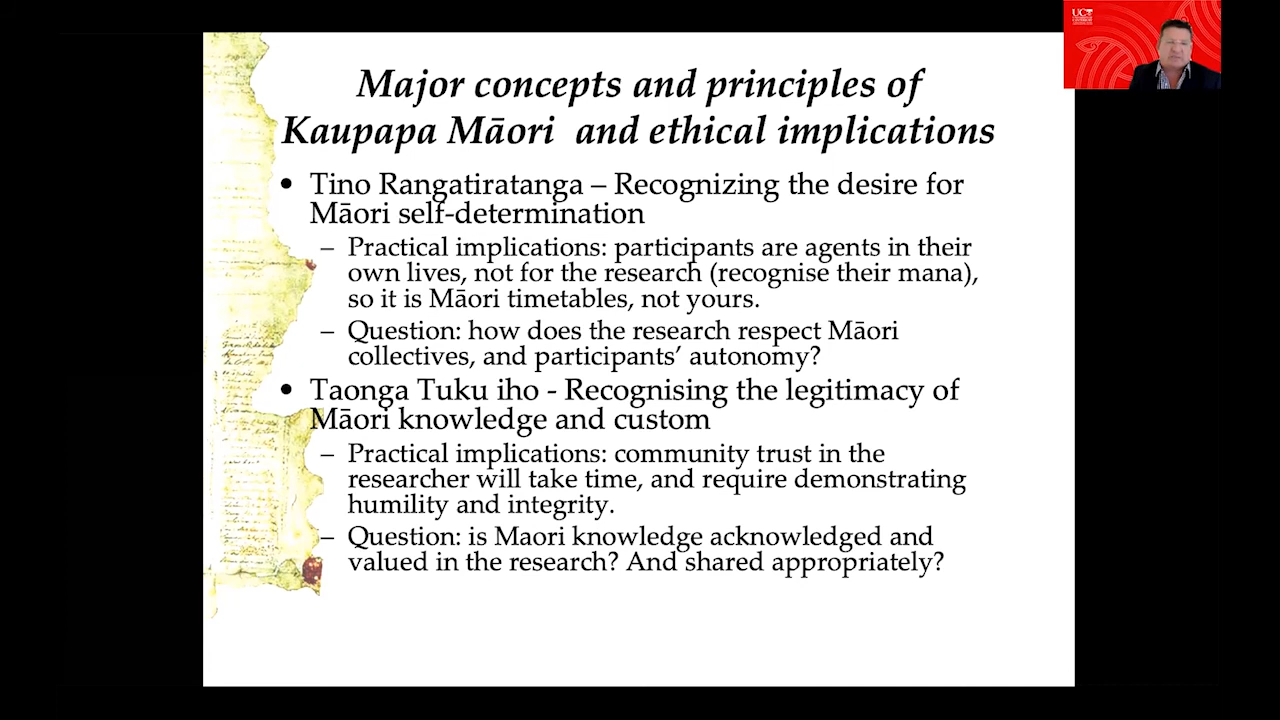 Major concepts and principles of
Kaupapa Māori and ethical implications
• Tino Rangatiratanga – Recognizing the desire for
Māori self-determination
– Practical implications: participants are agents in their
own lives, not for the research (recognise their mana),
so it is Māori timetables, not yours.
– Question: how does the research respect Māori
collectives, and participants’ autonomy?
• Taonga Tuku iho - Recognising the legitimacy of
Māori knowledge and custom
– Practical implications: community trust in the
researcher will take time, and require demonstrating
humility and integrity.
– Question: is Maori knowledge acknowledged and
valued in the research? And shared appropriately?
UC